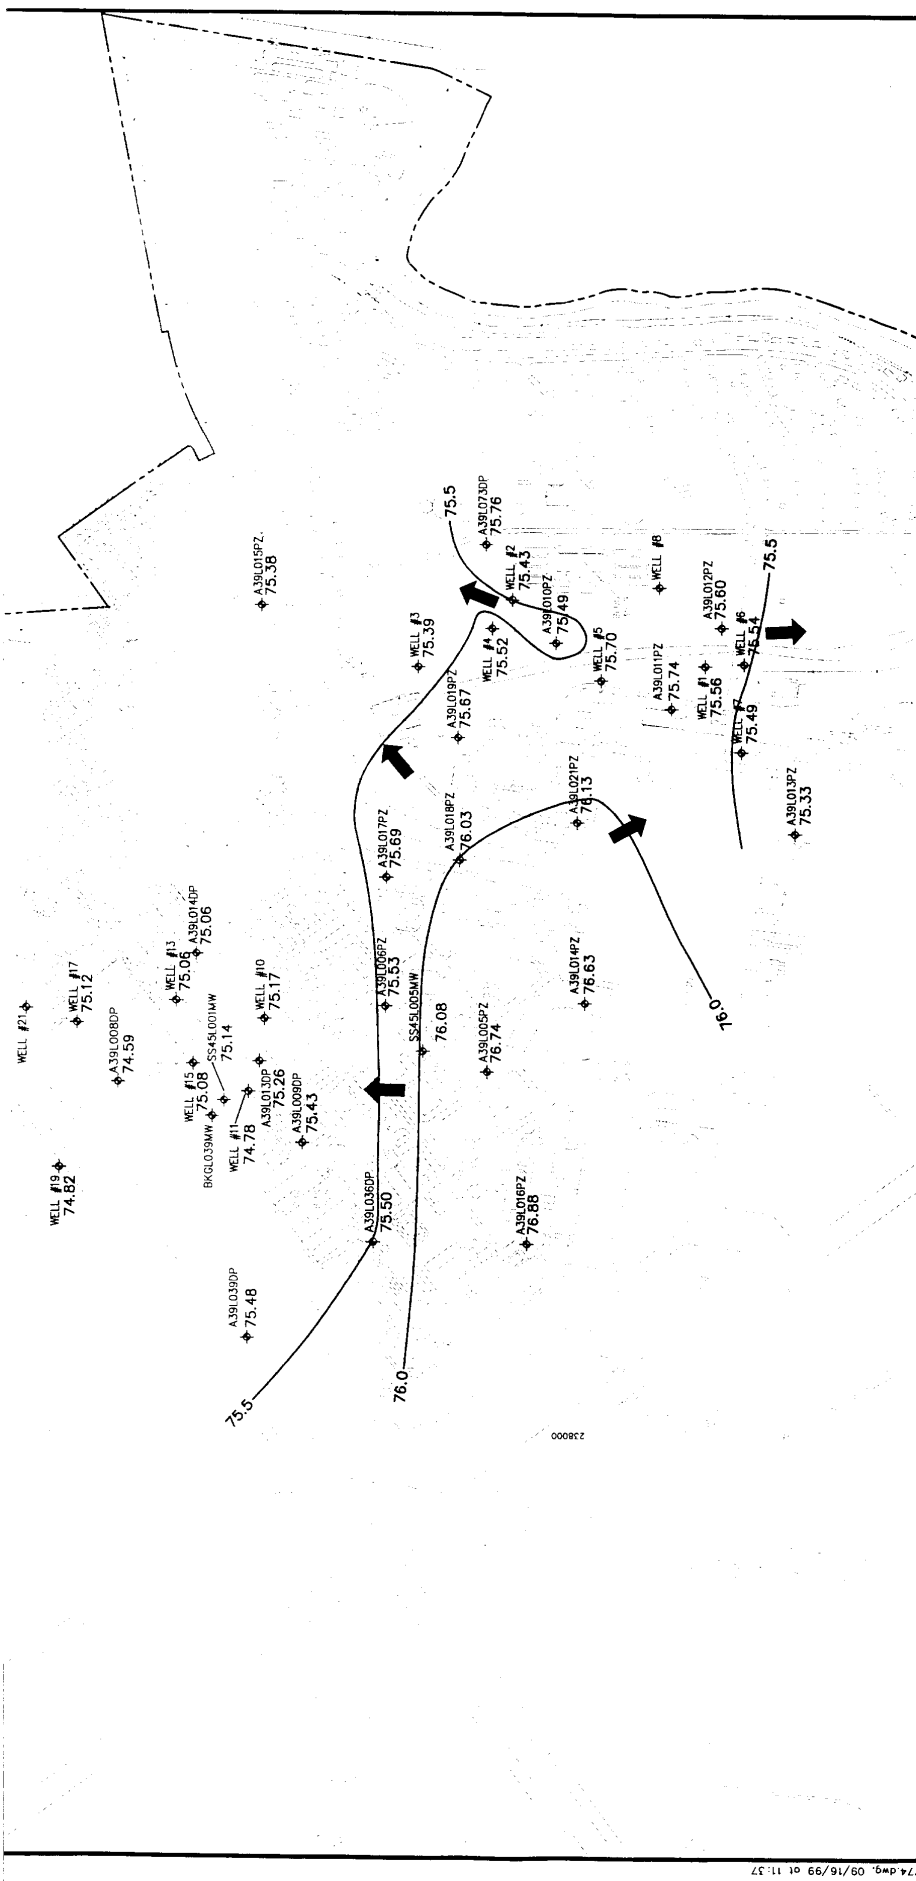 75.5
A39L073DP
75.76
A39L015PZ.
75.38
WELL #2
75.43
WELL #8
75.5
A39L010PZ
75.49
WELL #3
75.39
WELL #4
75.52
A39L012PZ
75.60
WELL #6
75.54
WELL #5
75.70
WELL #1
75.56
A39L011PZ
75.74
A39L019PZ
75.67
WELL #7
75.49
A39L021PZ
76.13
A39L013PZ
75.33
A39L018PZ
76.03
A39L017PZ
75.69
A39L014DP
75.06
WELL #13
75.06
WELL #17
75.12
WELL #21
WELL #10
75.17
A39L006PZ
75.53
A39L014PZ
76.63
76.0
SS45L005MW
76.08
A39L005PZ
76.74
A39L008DP
74.59
SS45L001MW
75.14
WELL #15
75.08
A39L013DP
75.26
A39L009DP
75.43
BKGL039MW
WELL #11
74.78
WELL #19
74.82
A39L036DP
75.50
A39L016PZ
76.88
A39L039DP
75.48
75.5
76.0
238000
74.dwg, 09/16/99 at 11:37